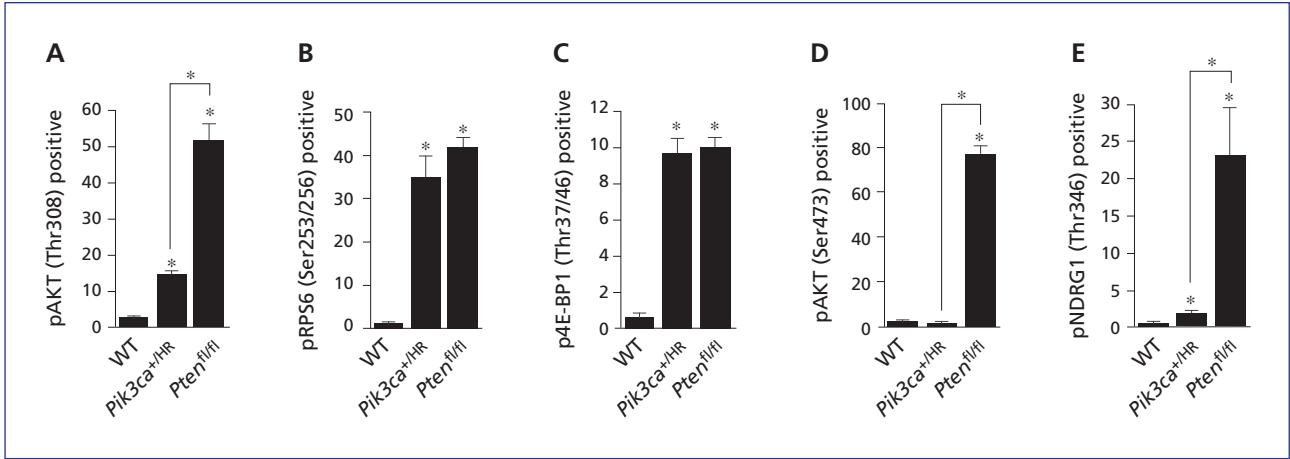 A
pAKT (Thr308) positive
60
50
40
30
20
10
0
*
*
*
WT
Pik3ca+/HR
Ptenfl/fl
B
pRPS6 (Ser253/256) positive
50
40
30
20
10
0
*
*
WT
Pik3ca+/HR
Ptenfl/fl
C
p4E-BP1 (Thr37/46) positive
12
10
8
6
4
2
0
*
*
WT
Pik3ca+/HR
Ptenfl/fl
D
pAKT (Ser473) positive
100
80
60
40
20
0
*
*
WT
Pik3ca+/HR
Ptenfl/fl
E
pNDRG1 (Thr346) positive
30
25
20
15
10
5
0
*
*
*
WT
Pik3ca+/HR
Ptenfl/fl